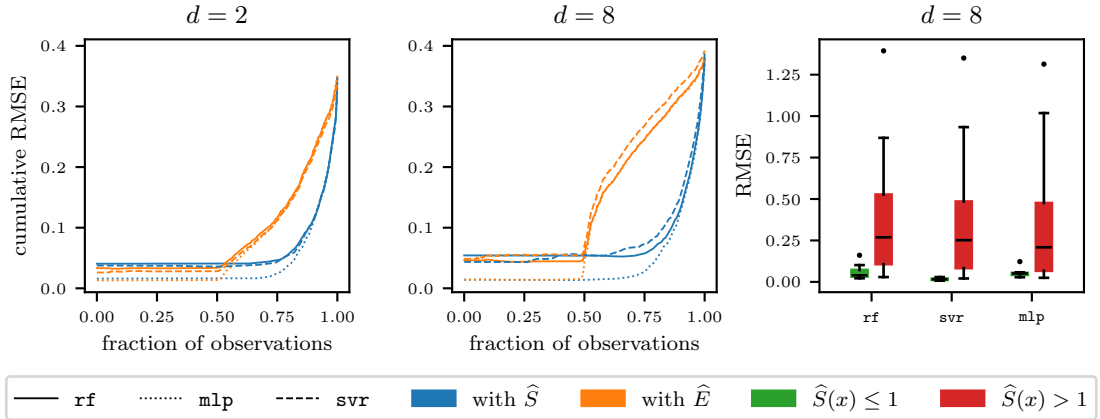 d = 2
d = 8
d = 8
cumulative RMSE
0.4
0.3
0.2
0.1
0.0
0.00 0.25 0.50 0.75 1.00
fraction of observations
0.4
0.3
0.2
0.1
0.0
0.00 0.25 0.50 0.75 1.00
fraction of observations
RMSE
1.25
1.00
0.75
0.50
0.25
0.00
rf svr mlp
rf mlp svr with Ŝ with Ê Ŝ(x) ≤ 1 Ŝ(x) > 1